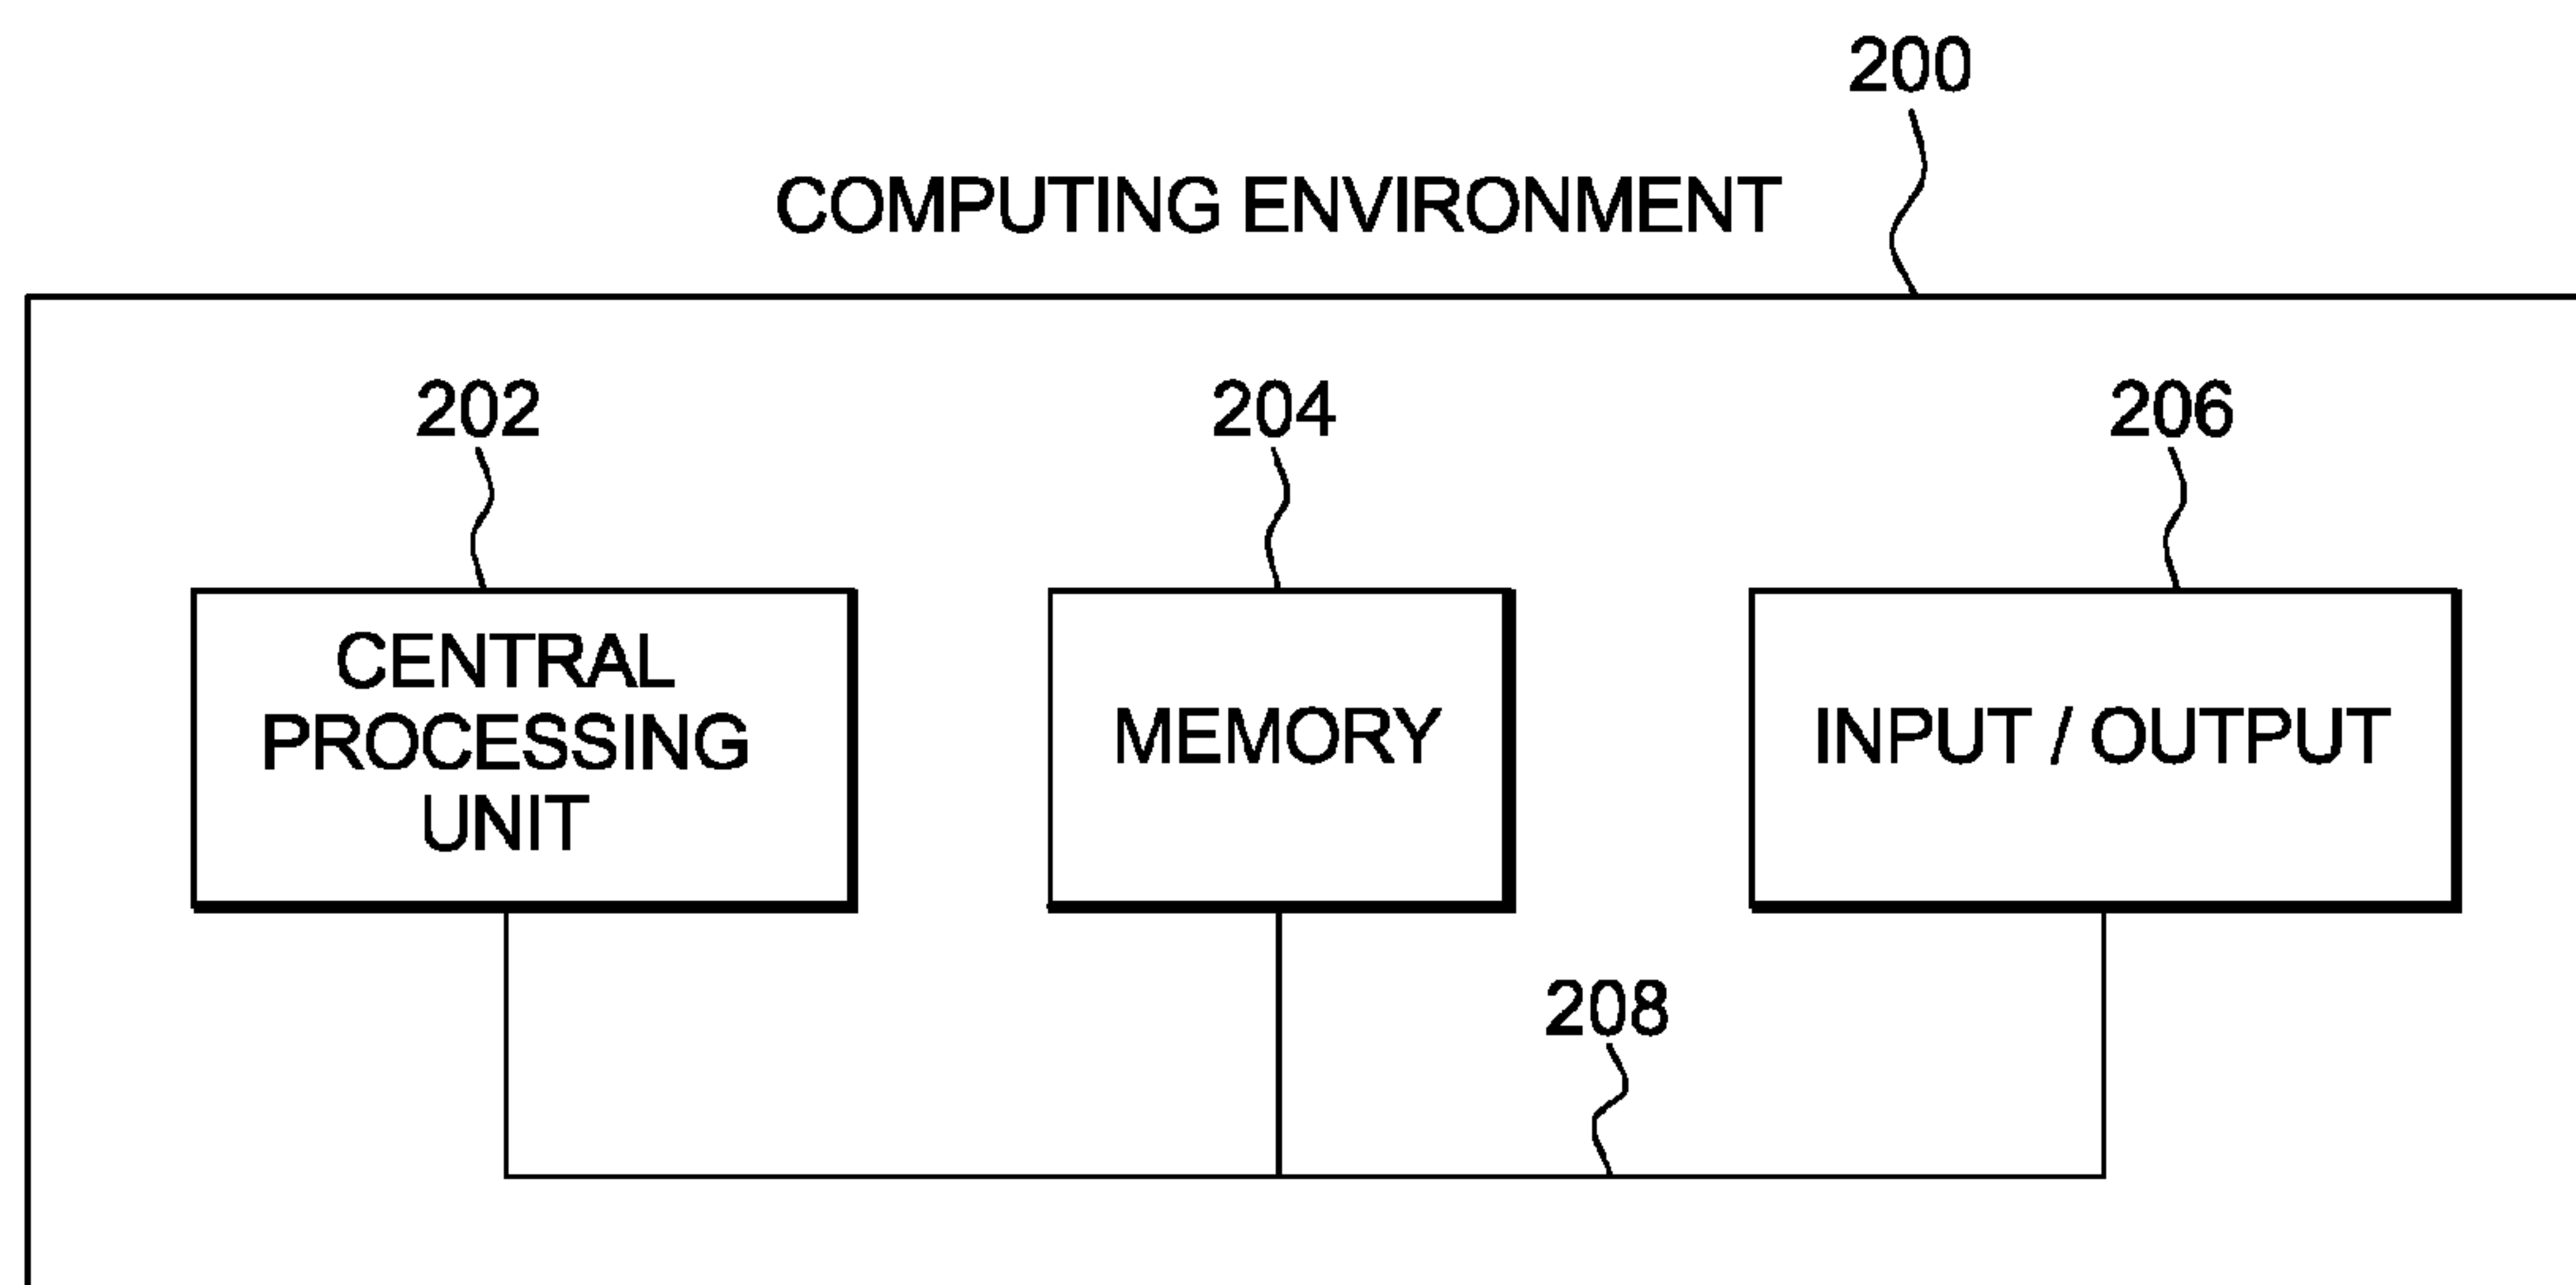 200
COMPUTING ENVIRONMENT
202
204
206
CENTRAL
PROCESSING
UNIT
MEMORY
INPUT / OUTPUT
208